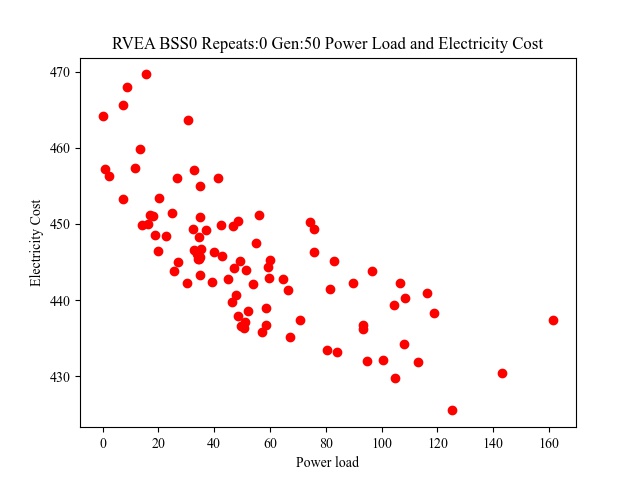 RVEA BSS0 Repeats:0 Gen:50 Power Load and Electricity Cost
470
460
450
440
430
Electricity Cost
0 20 40 60 80 100 120 140 160
Power load